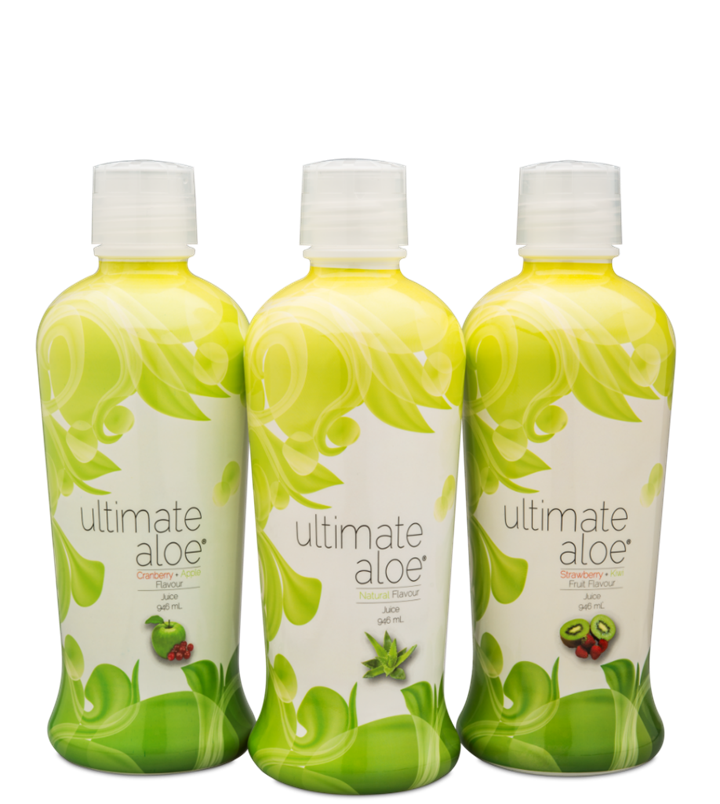 ultimate
aloe®
Cranberry • Apple
Flavour
Juice
946 mL
ultimate
aloe®
Natural Flavour
Juice
946 mL
ultimate
aloe®
Strawberry • Kiwi
Fruit Flavour
Juice
946 mL